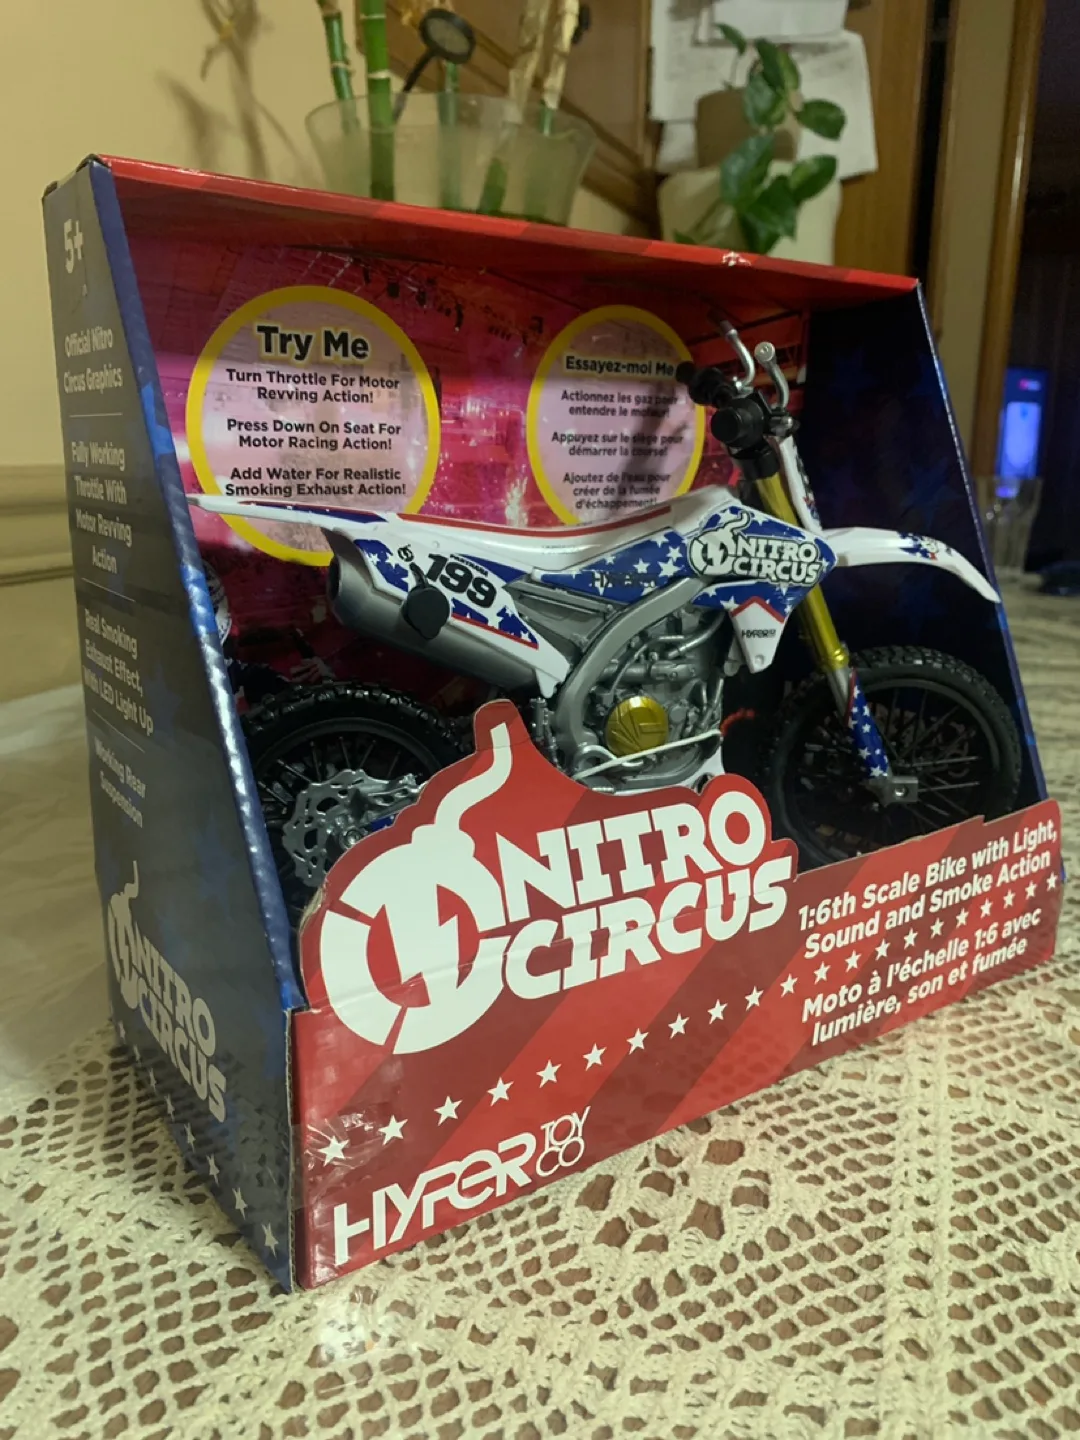 5+
Official Nitro
Circus Graphics
Fully Working
Throttle With
Motor Revving
Action
Real Smoking
Exhaust Effect,
With LED Light Up
Working Rear
Suspension
NITRO
CIRCUS
Try Me
Turn Throttle For Motor
Revving Action!
Press Down On Seat For
Motor Racing Action!
Add Water For Realistic
Smoking Exhaust Action!
Essayez-moi Me
Actionnez les gaz pour
entendre le moteur!
Appuyez sur le siège pour
démarrer la course!
Ajoutez de l'eau pour
créer de la fumée
d'échappement!
199
HYPER
NITRO
CIRCUS
HYPER
NITRO
CIRCUS
1:6th Scale Bike with Light,
Sound and Smoke Action
Moto à l'échelle 1:6 avec
lumière, son et fumée
HYPER TOY
CO